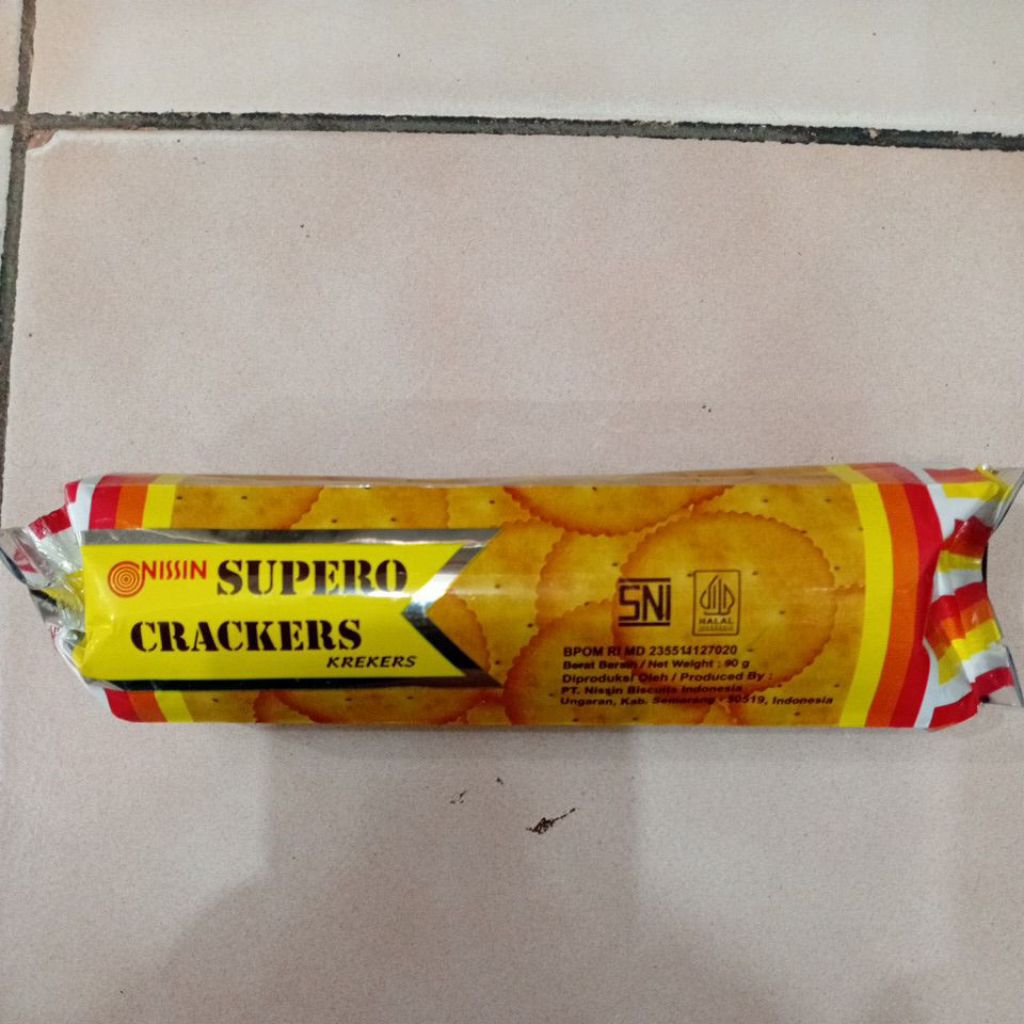 NISSIN SUPERO
CRACKERS
KREKERS
SNI
HALAL
INDONESIA
BPOM RI MD 235514127020
Berat Bersih / Net Weight : 90 g
Diproduksi Oleh / Produced By :
PT. Nissin Biscuits Indonesia
Ungaran, Kab. Semarang - 50519, Indonesia